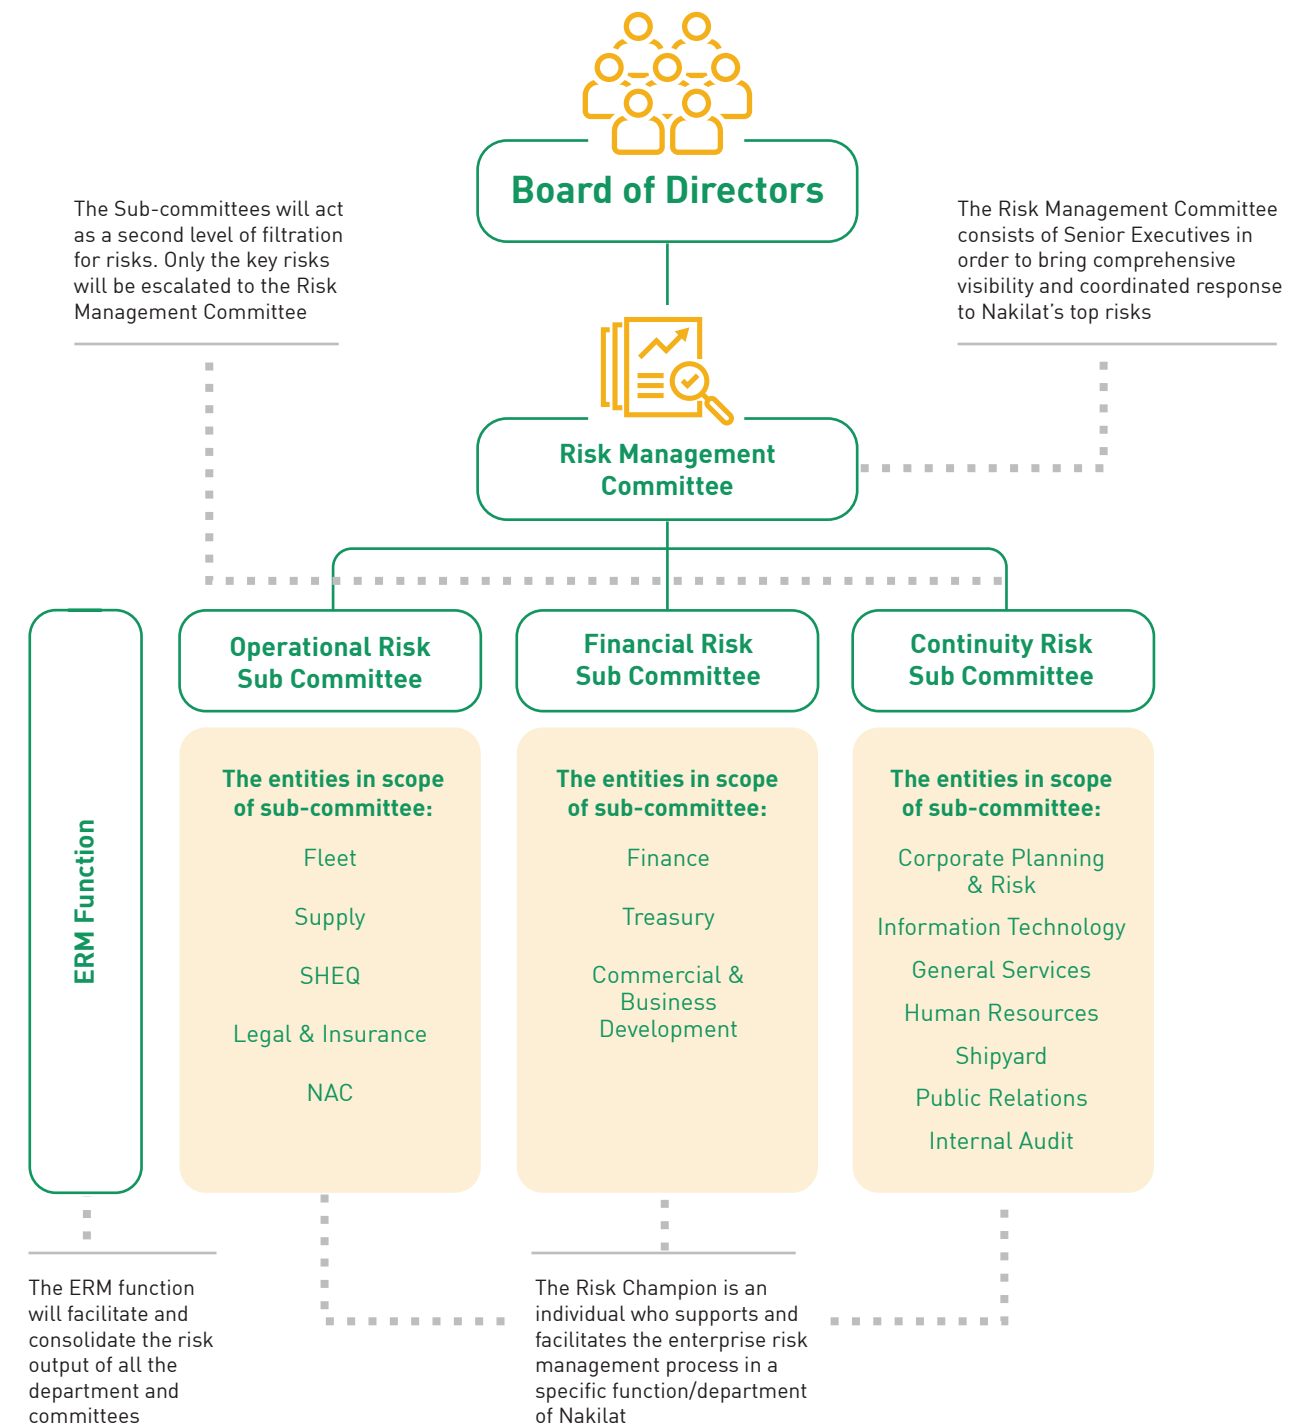 Board of Directors
The Sub-committees will act
as a second level of filtration
for risks. Only the key risks
will be escalated to the Risk
Management Committee
The Risk Management Committee
consists of Senior Executives in
order to bring comprehensive
visibility and coordinated response
to Nakilat's top risks
Risk Management
Committee
ERM Function
Operational Risk
Sub Committee
The entities in scope
of sub-committee:
Fleet
Supply
SHEQ
Legal & Insurance
NAC
Financial Risk
Sub Committee
The entities in scope
of sub-committee:
Finance
Treasury
Commercial &
Business
Development
Continuity Risk
Sub Committee
The entities in scope
of sub-committee:
Corporate Planning
& Risk
Information Technology
General Services
Human Resources
Shipyard
Public Relations
Internal Audit
The ERM function
will facilitate and
consolidate the risk
output of all the
department and
committees
The Risk Champion is an
individual who supports and
facilitates the enterprise risk
management process in a
specific function/department
of Nakilat